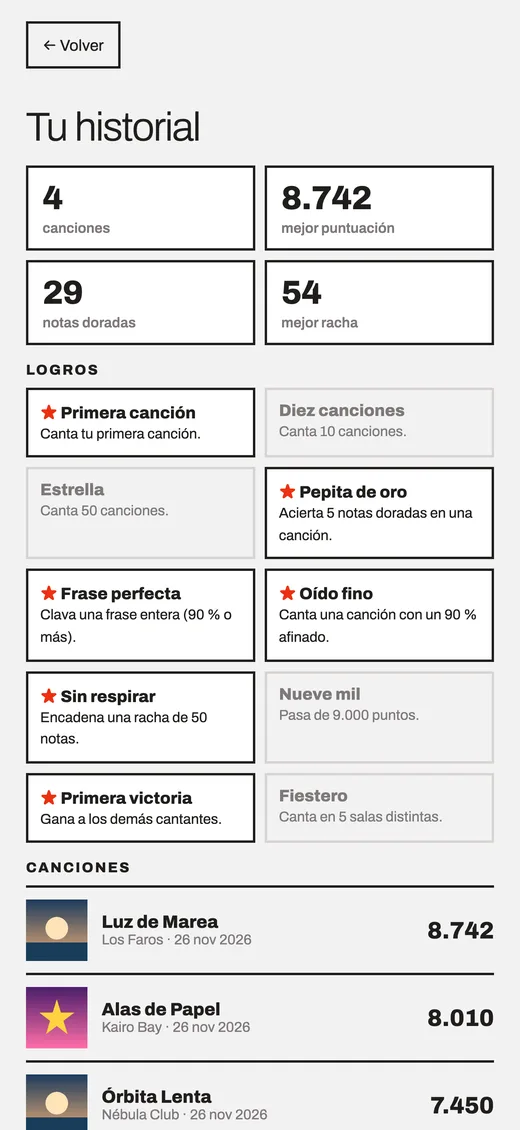 ← Volver
Tu historial
4
canciones
8.742
mejor puntuación
29
notas doradas
54
mejor racha
LOGROS
Primera canción
Canta tu primera canción.
Diez canciones
Canta 10 canciones.
Estrella
Canta 50 canciones.
Pepita de oro
Acierta 5 notas doradas en una
canción.
Frase perfecta
Clava una frase entera (90 % o
más).
Oído fino
Canta una canción con un 90 %
afinado.
Sin respirar
Encadena una racha de 50
notas.
Nueve mil
Pasa de 9.000 puntos.
Primera victoria
Gana a los demás cantantes.
Fiestero
Canta en 5 salas distintas.
CANCIONES
Luz de Marea
Los Faros · 26 nov 2026
8.742
Alas de Papel
Kairo Bay · 26 nov 2026
8.010
Órbita Lenta
Nébula Club · 26 nov 2026
7.450